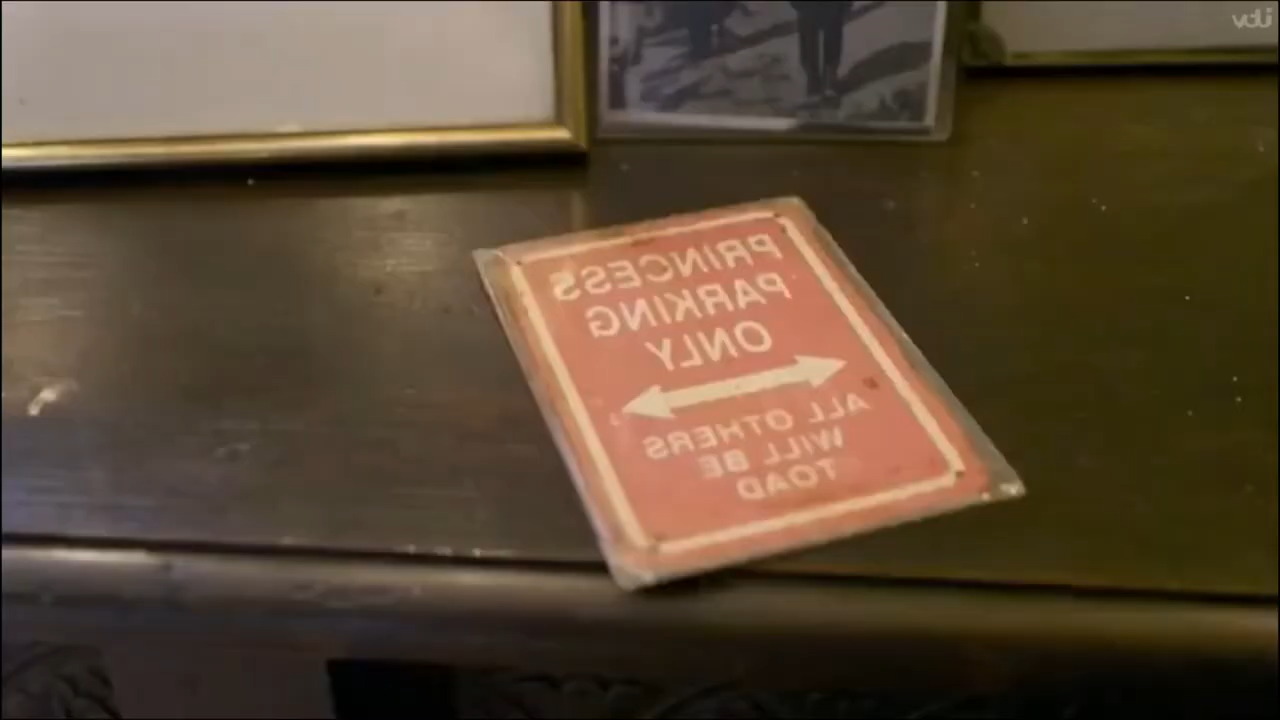 PRINCESS
PARKING
ONLY
ALL OTHERS
WILL BE
TOAD